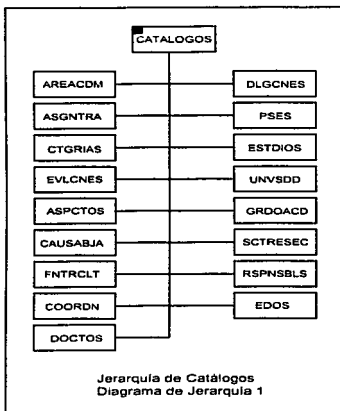 CATALOGOS
AREACDM DLGCNES
ASGNTRA PSES
CTGRIAS ESTDIOS
EVLCNES UNVSDD
ASPCTOS GRDOACD
CAUSABJA SCTRESEC
FNTRCLT RSPNSBLS
COORDN EDOS
DOCTOS
Jerarquía de Catálogos
Diagrama de Jerarquía 1